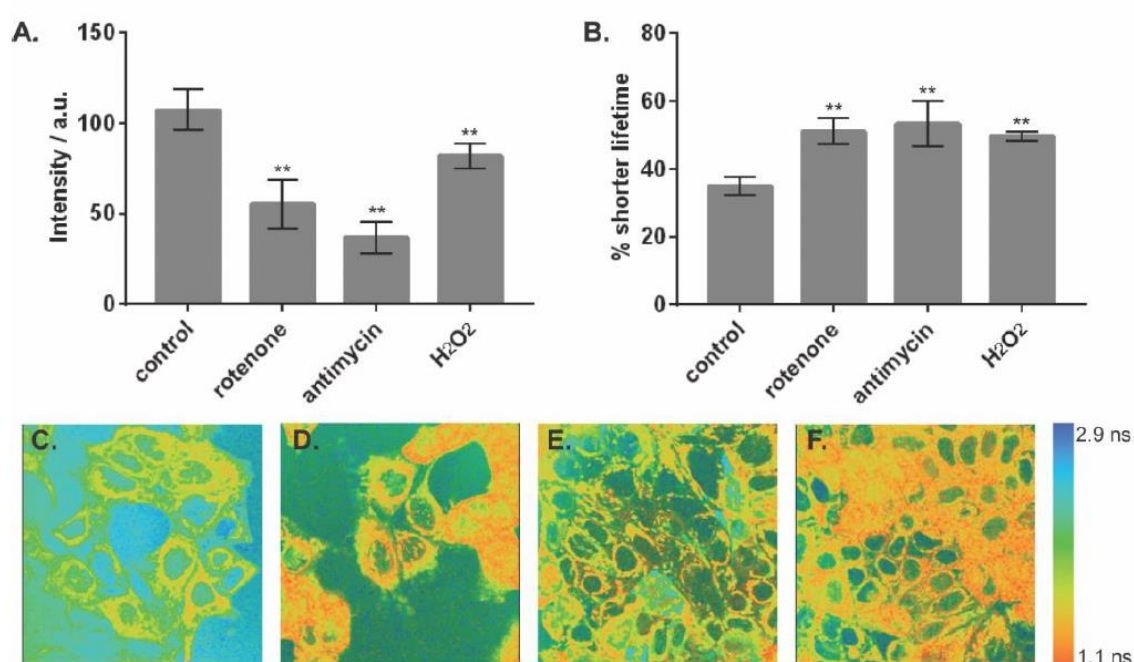 A.
Intensity / a.u.
150
100
50
0
**
**
**
control
rotenone
antimycin
H2O2
B.
% shorter lifetime
80
60
40
20
0
**
**
**
control
rotenone
antimycin
H2O2
C.
D.
E.
F.
2.9 ns
1.1 ns